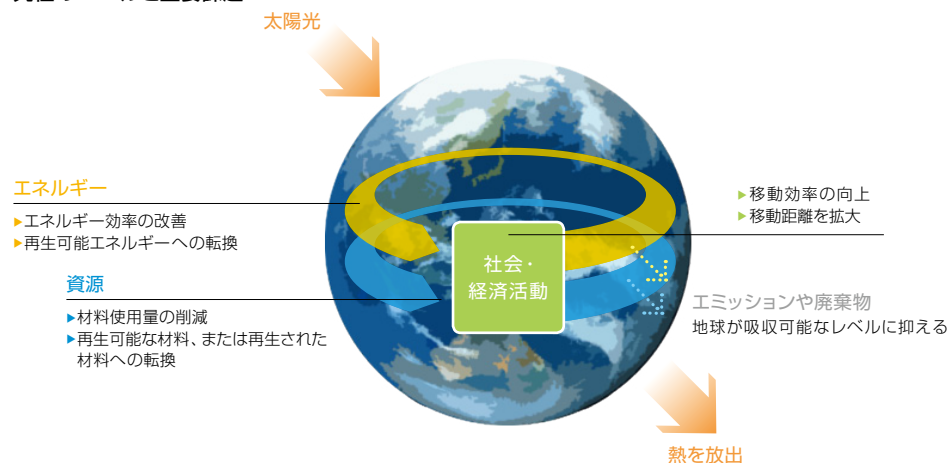 太陽光
エネルギー
▶エネルギー効率の改善
▶再生可能エネルギーへの転換
資源
▶材料使用量の削減
▶再生可能な材料、または再生された
材料への転換
社会・
経済活動
▶移動効率の向上
▶移動距離を拡大
エミッションや廃棄物
地球が吸収可能なレベルに抑える
熱を放出